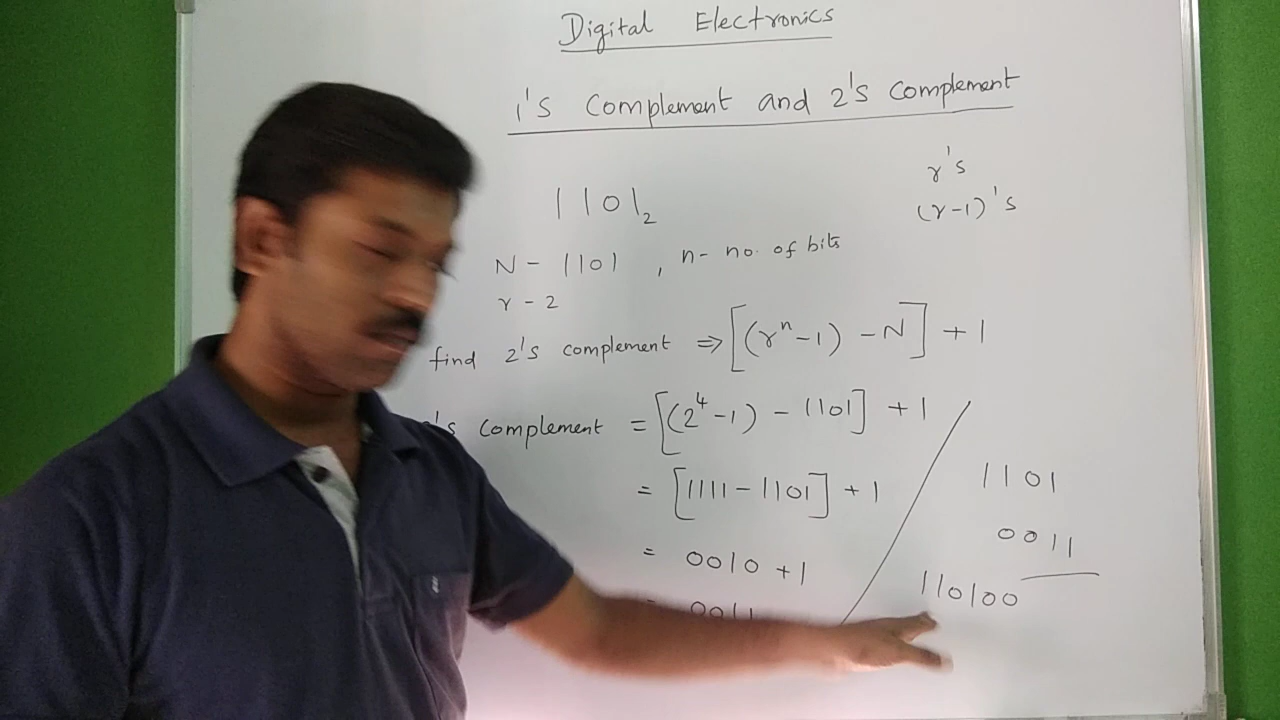 Digital Electronics
1's Complement and 2's Complement
r's
(r-1)'s
1101₂
N - 1101 , n - no. of bits
r - 2
find 2's complement ⇒ [(rⁿ-1) - N] + 1
's complement = [(2⁴-1) - 1101] + 1
= [1111 - 1101] + 1
= 0010 + 1
= 0011
1101
0011
110100